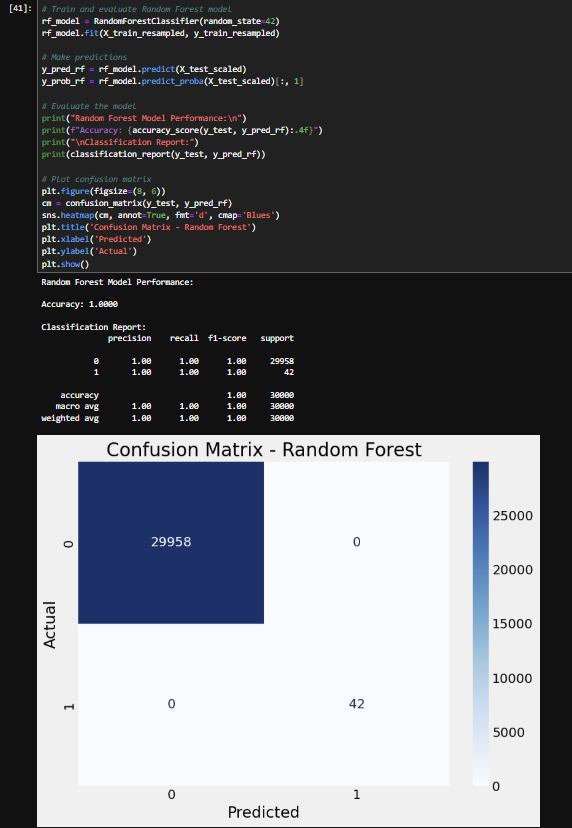 [41]:
# Train and evaluate Random Forest model
rf_model = RandomForestClassifier(random_state=42)
rf_model.fit(X_train_resampled, y_train_resampled)
# Make predictions
y_pred_rf = rf_model.predict(X_test_scaled)
y_prob_rf = rf_model.predict_proba(X_test_scaled)[:, 1]
# Evaluate the model
print("Random Forest Model Performance:\n")
print(f"Accuracy: {accuracy_score(y_test, y_pred_rf):.4f}")
print("\nClassification Report:")
print(classification_report(y_test, y_pred_rf))
# Plot confusion matrix
plt.figure(figsize=(8, 6))
cm = confusion_matrix(y_test, y_pred_rf)
sns.heatmap(cm, annot=True, fmt='d', cmap='Blues')
plt.title('Confusion Matrix - Random Forest')
plt.xlabel('Predicted')
plt.ylabel('Actual')
plt.show()
Random Forest Model Performance:
Accuracy: 1.0000
Classification Report:
precision recall f1-score support
0 1.00 1.00 1.00 29958
1 1.00 1.00 1.00 42
accuracy 1.00 30000
macro avg 1.00 1.00 1.00 30000
weighted avg 1.00 1.00 1.00 30000
Confusion Matrix - Random Forest
29958 0
0 42
0
1
Actual
0 1
Predicted
25000
20000
15000
10000
5000
0